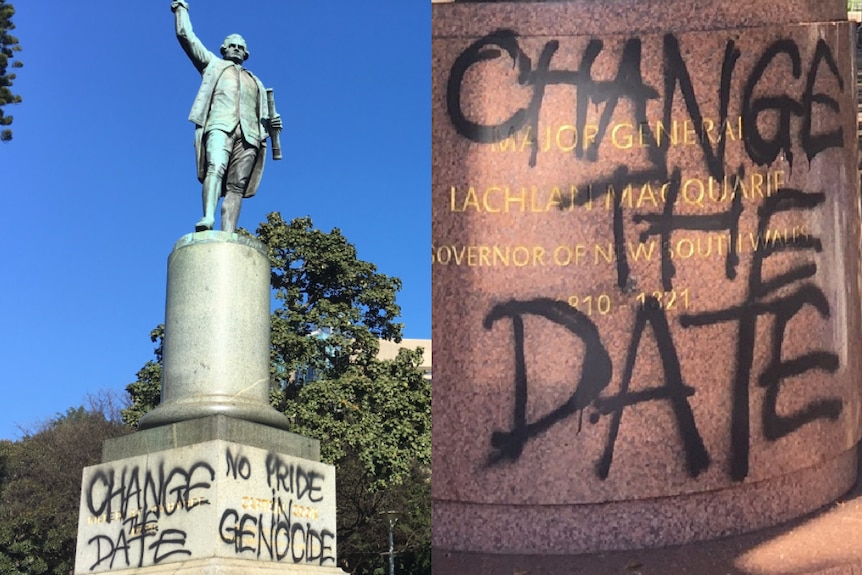 CHANGE
THE
DATE
NO PRIDE
IN
GENOCIDE
CHANGE
MAJOR GENERAL
LACHLAN MACQUARIE
THE
GOVERNOR OF NEW SOUTH WALES
1810 - 1821
DATE